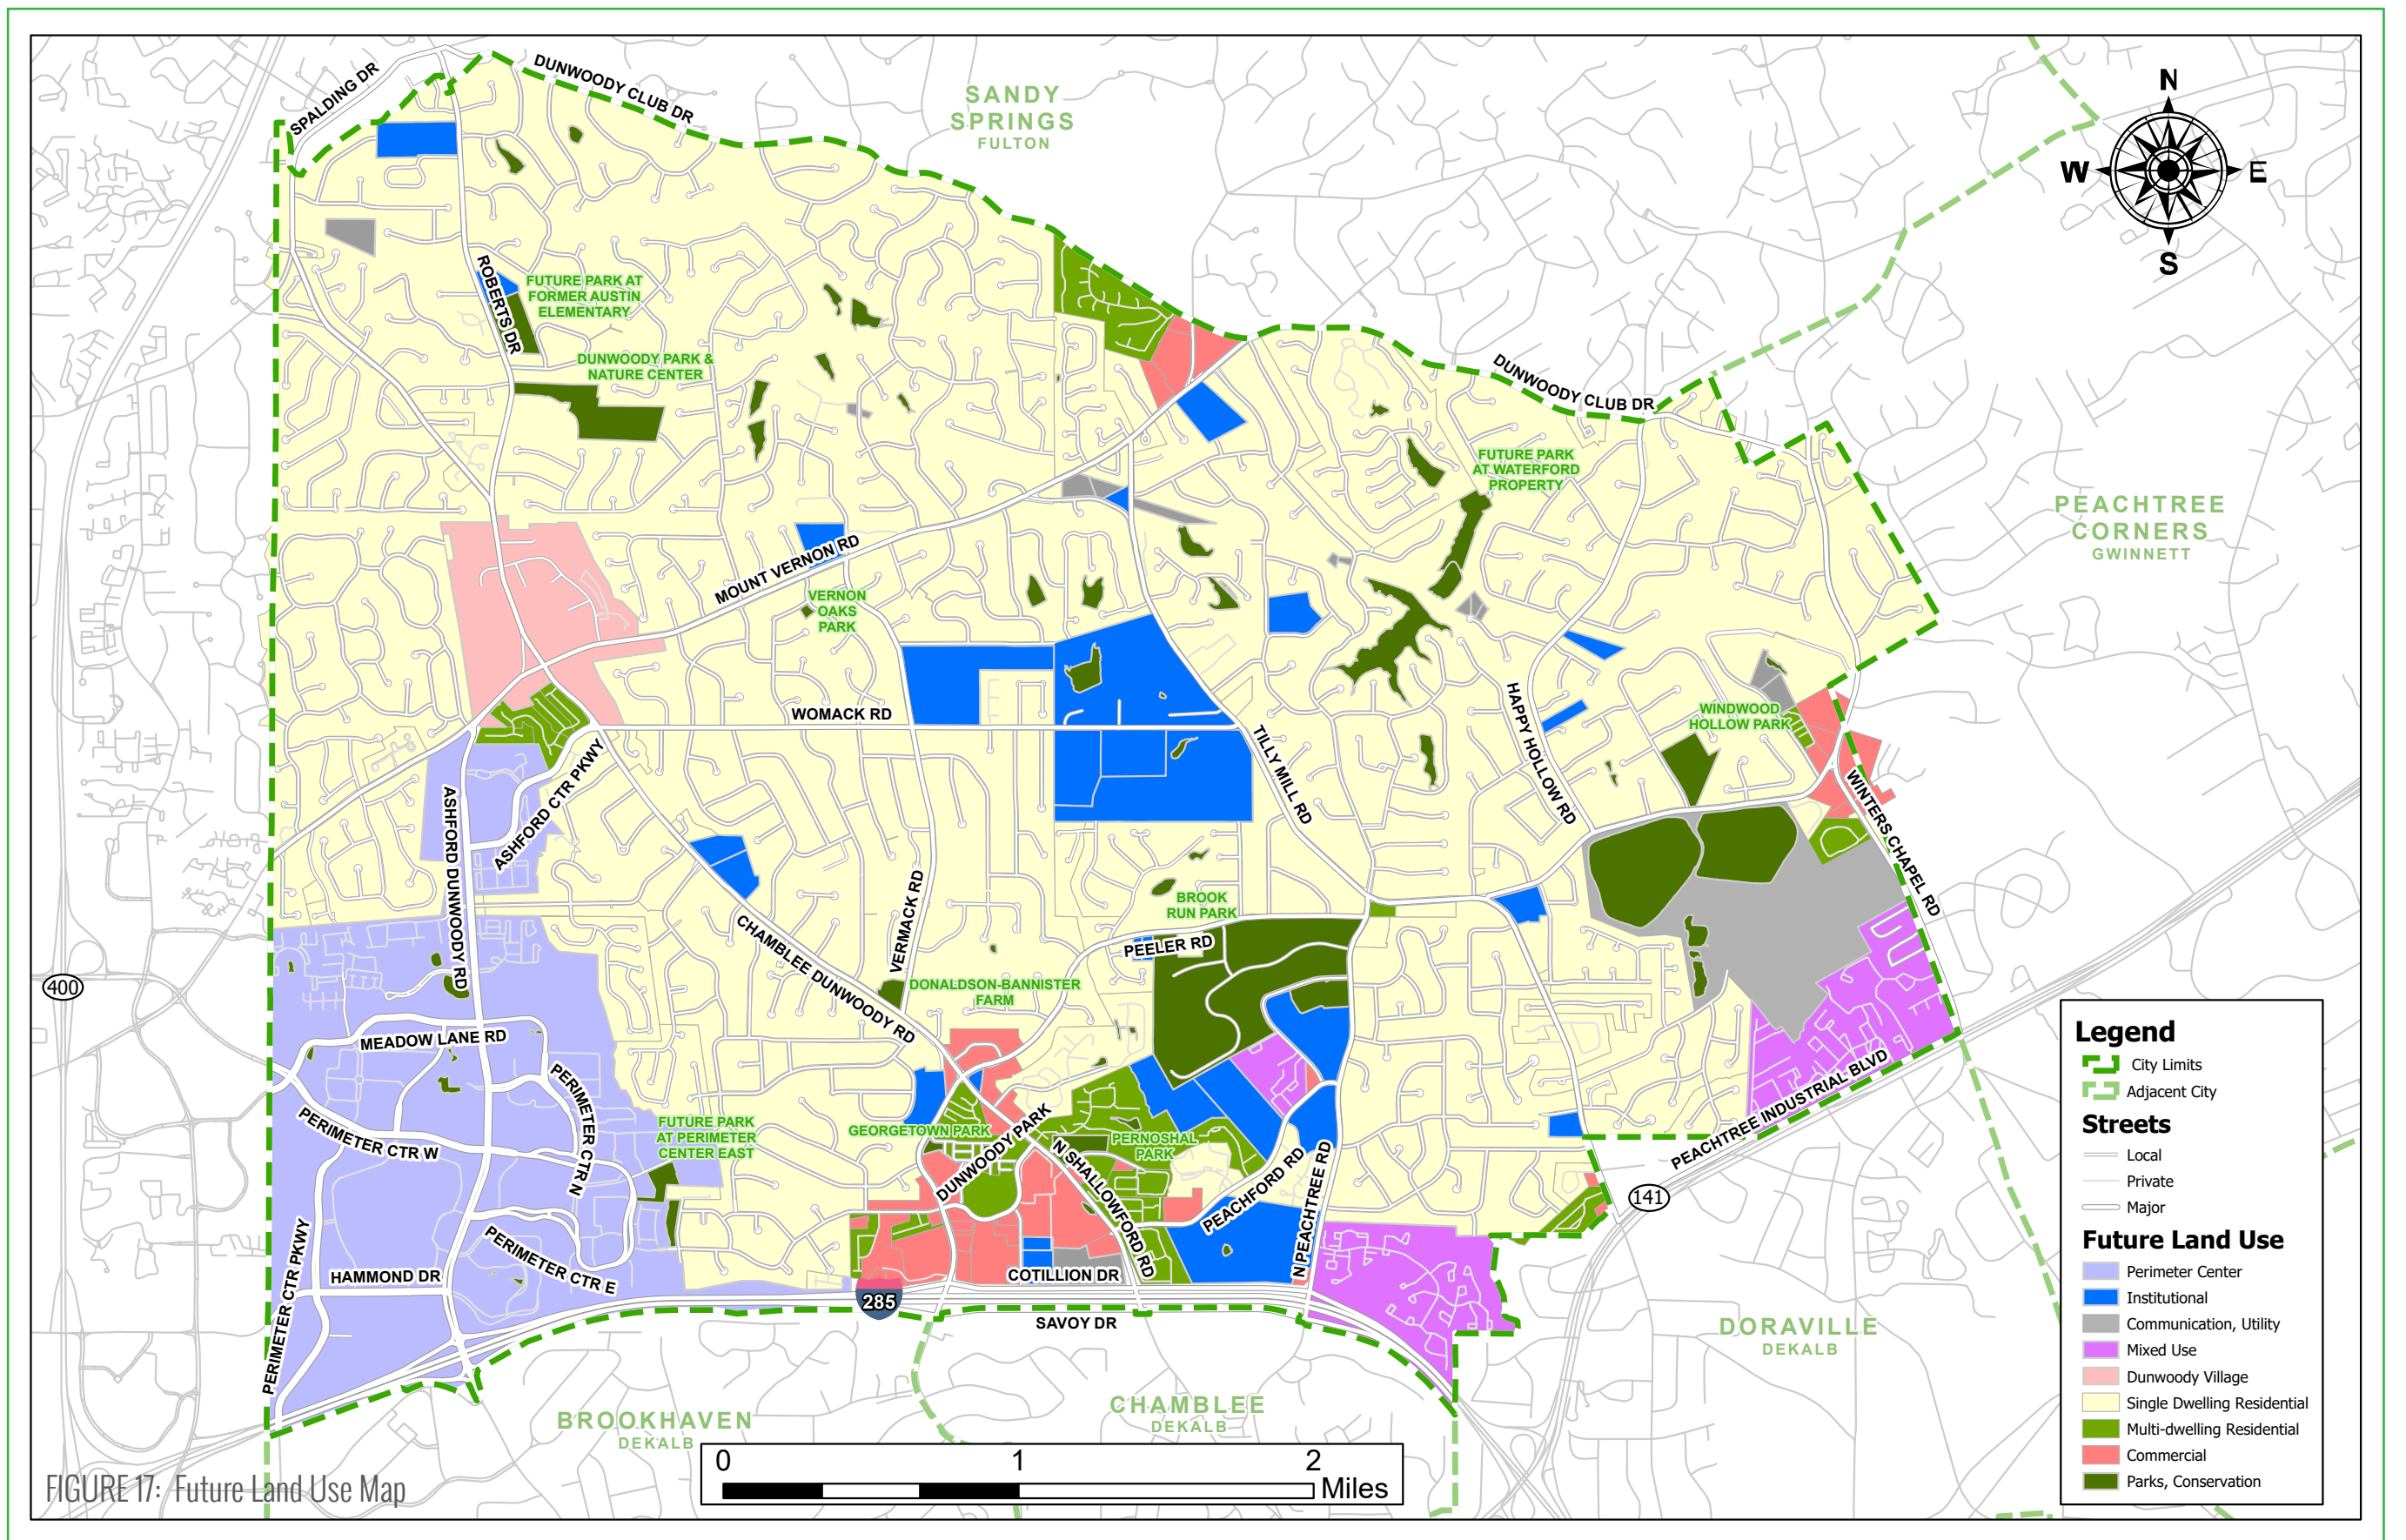 SPALDING DR
DUNWOODY CLUB DR
SANDY
SPRINGS
FULTON
N
W
E
S
ROBERTS DR
FUTURE PARK AT
FORMER AUSTIN
ELEMENTARY
DUNWOODY PARK &
NATURE CENTER
DUNWOODY CLUB DR
FUTURE PARK
AT WATERFORD
PROPERTY
PEACHTREE
CORNERS
GWINNETT
MOUNT VERNON RD
VERNON
OAKS
PARK
WOMACK RD
HAPPY HOLLOW RD
WINDWOOD
HOLLOW PARK
TILLY MILL RD
ASHFORD CTR PKWY
ASHFORD DUNWOODY RD
WINTERS CHAPEL RD
VERMACK RD
BROOK
RUN PARK
CHAMBLEE DUNWOODY RD
PEELER RD
400
DONALDSON-BANNISTER
FARM
MEADOW LANE RD
PERIMETER CTR N
PERIMETER CTR W
FUTURE PARK
AT PERIMETER
CENTER EAST
GEORGETOWN PARK
DUNWOODY PARK
PERNOSHAL
PARK
N SHALLOWFORD RD
PEACHFORD RD
N PEACHTREE RD
PEACHTREE INDUSTRIAL BLVD
141
PERIMETER CTR PKWY
PERIMETER CTR E
HAMMOND DR
COTILLION DR
285
SAVOY DR
DORAVILLE
DEKALB
BROOKHAVEN
DEKALB
CHAMBLEE
DEKALB
0
1
2
Miles
FIGURE 17: Future Land Use Map
Legend
City Limits
Adjacent City
Streets
Local
Private
Major
Future Land Use
Perimeter Center
Institutional
Communication, Utility
Mixed Use
Dunwoody Village
Single Dwelling Residential
Multi-dwelling Residential
Commercial
Parks, Conservation